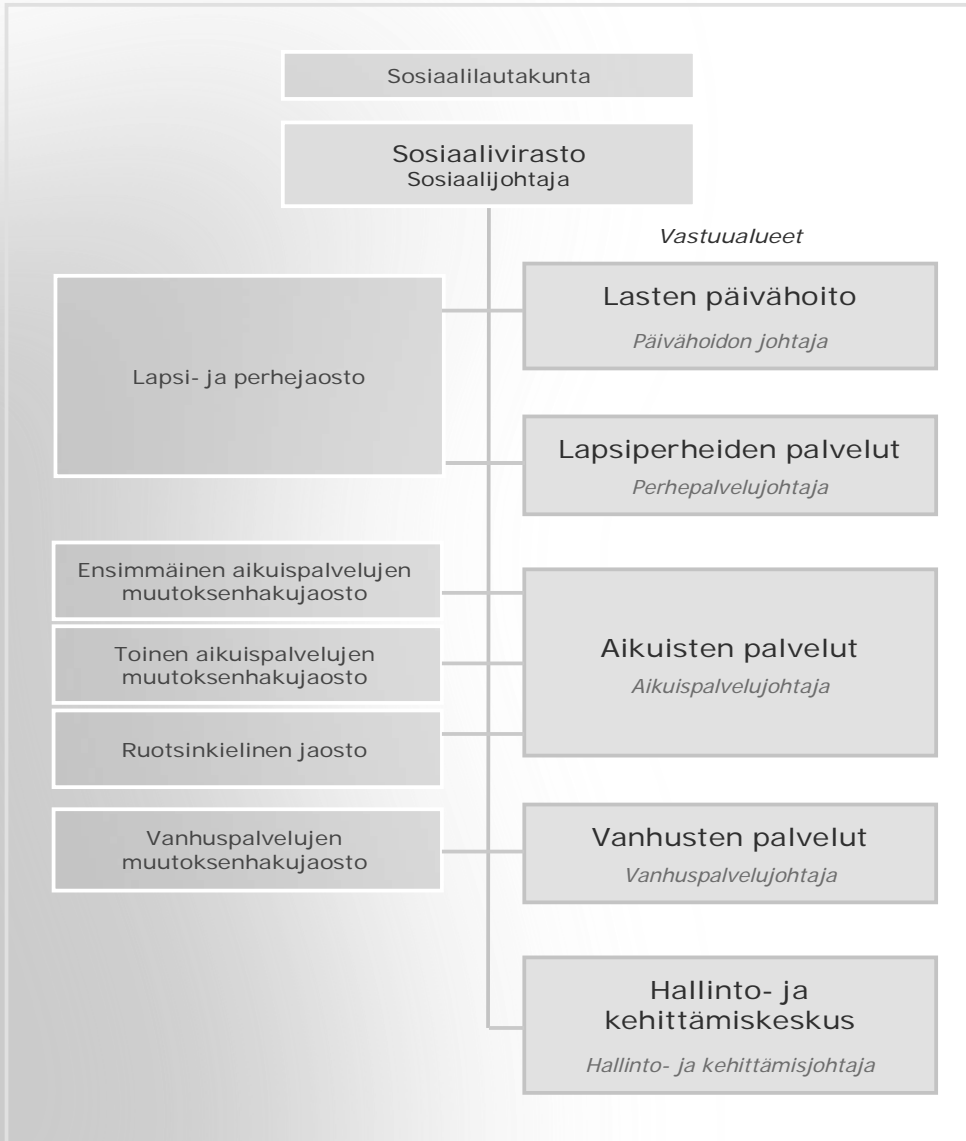 Sosiaalilautakunta
Sosiaalivirasto
Sosiaalijohtaja
Vastuualueet
Lasten päivähoito
Päivähoidon johtaja
Lapsi- ja perhejaosto
Lapsiperheiden palvelut
Perhepalvelujohtaja
Ensimmäinen aikuispalvelujen
muutoksenhakujaosto
Toinen aikuispalvelujen
muutoksenhakujaosto
Ruotsinkielinen jaosto
Aikuisten palvelut
Aikuispalvelujohtaja
Vanhuspalvelujen
muutoksenhakujaosto
Vanhusten palvelut
Vanhuspalvelujohtaja
Hallinto- ja
kehittämiskeskus
Hallinto- ja kehittämisjohtaja